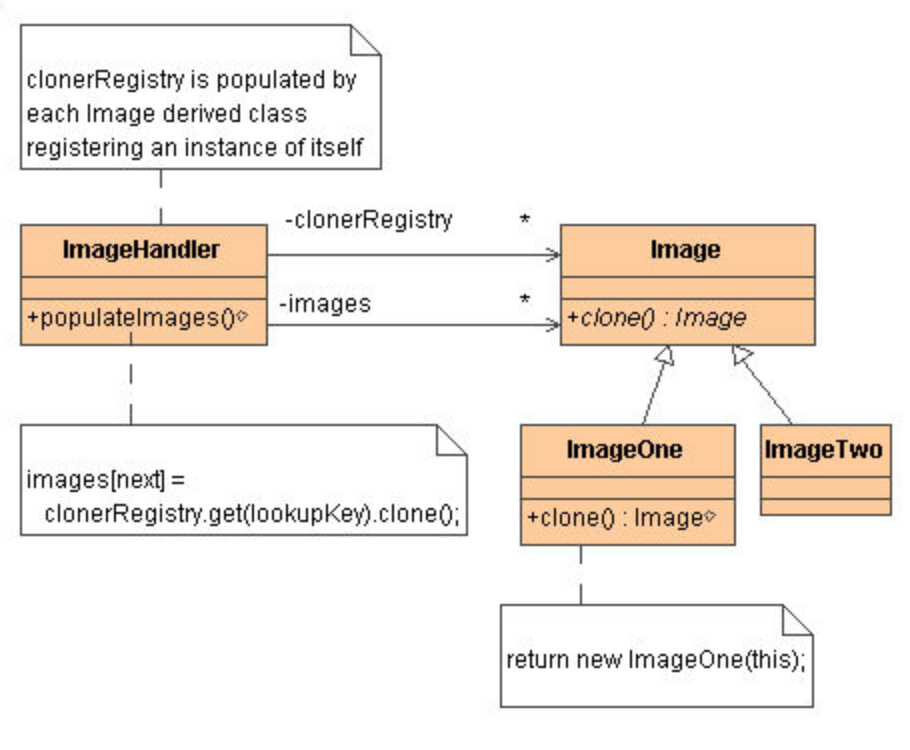 clonerRegistry is populated by
each Image derived class
registering an instance of itself
-clonerRegistry
*
ImageHandler
Image
-images
*
+populateImages()
+clone() : Image
ImageOne
ImageTwo
images[next] =
clonerRegistry.get(lookupKey).clone();
+clone() : Image
return new ImageOne(this);